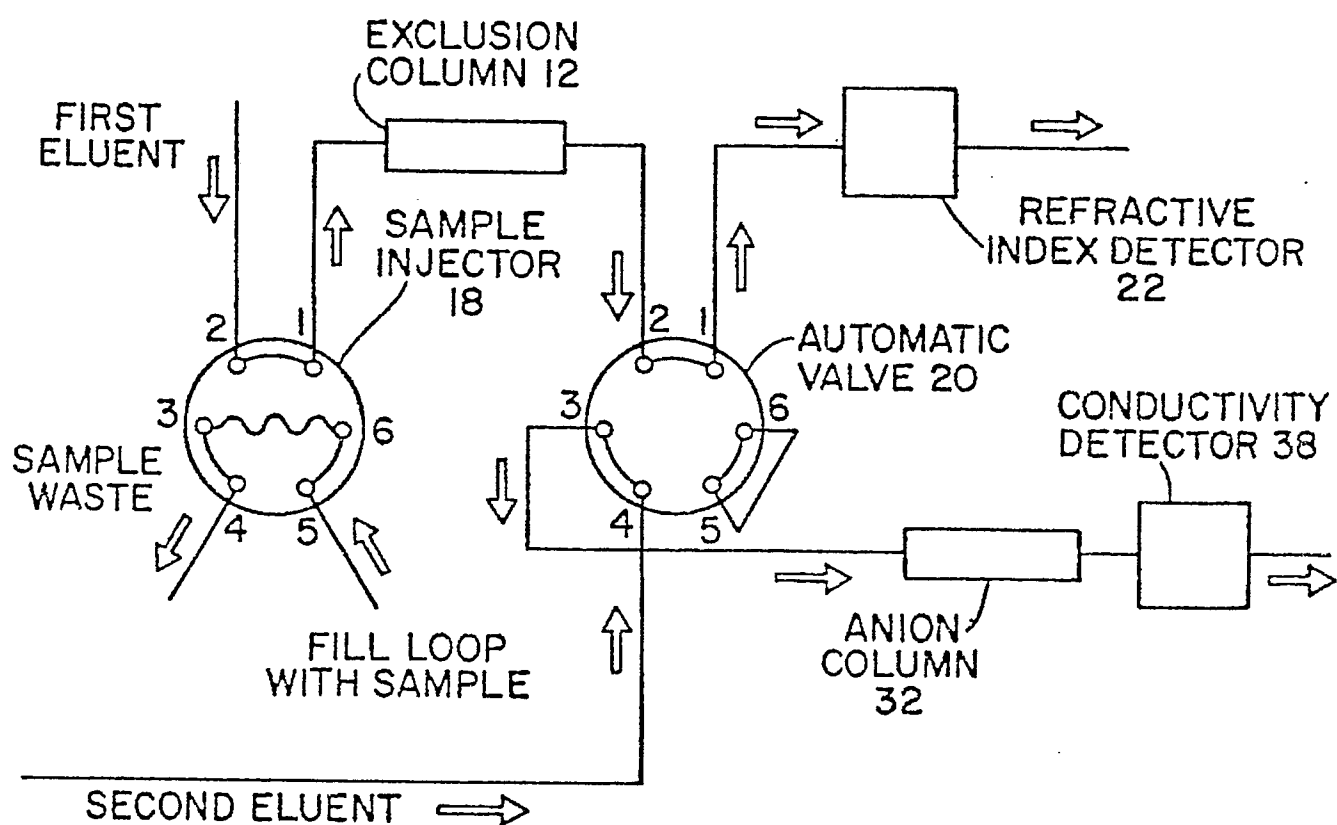 EXCLUSION
COLUMN 12
FIRST
ELUENT
SAMPLE
INJECTOR
18
REFRACTIVE
INDEX DETECTOR
22
2
1
3
6
4
5
SAMPLE
WASTE
FILL LOOP
WITH SAMPLE
2
1
3
6
4
5
AUTOMATIC
VALVE 20
CONDUCTIVITY
DETECTOR 38
ANION
COLUMN
32
SECOND ELUENT